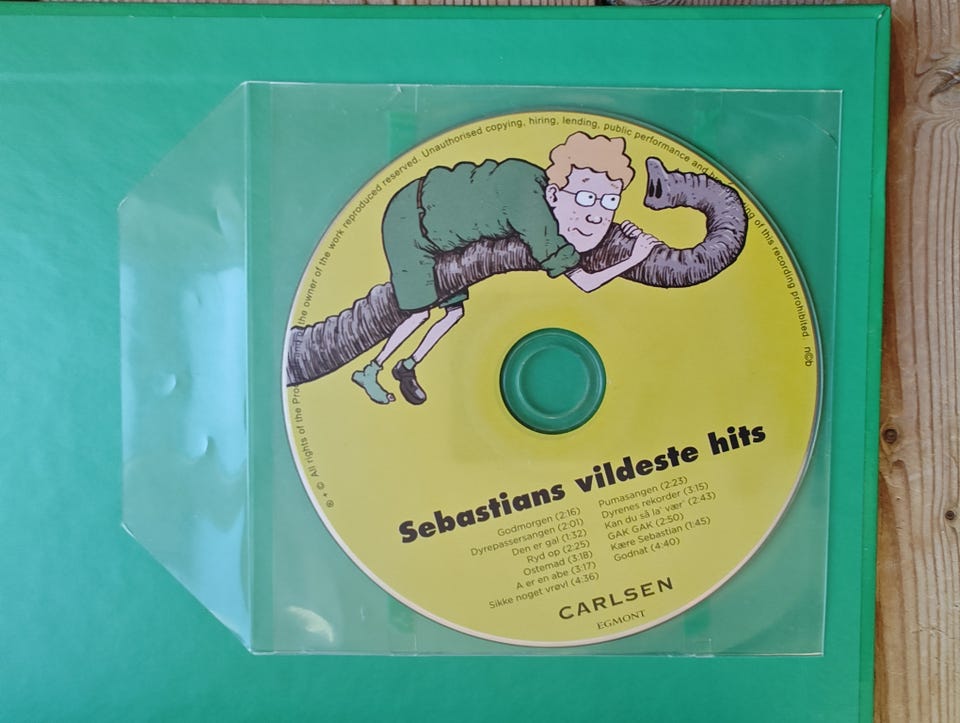 ℗ + © All rights of the Producer and of the owner of the work reproduced reserved. Unauthorised copying, hiring, lending, public performance and broadcasting of this recording prohibited. n©b
Sebastians vildeste hits
Godmorgen (2:16)
Dyrepassersangen (2:01)
Den er gal (1:32)
Ryd op (2:25)
Ostemad (3:18)
A er en abe (3:17)
Sikke noget vrøvl (4:36)
Pumasangen (2:23)
Dyrenes rekorder (3:15)
Kan du så la' vær' (2:43)
GAK GAK (2:50)
Kære Sebastian (1:45)
Godnat (4:40)
CARLSEN
EGMONT